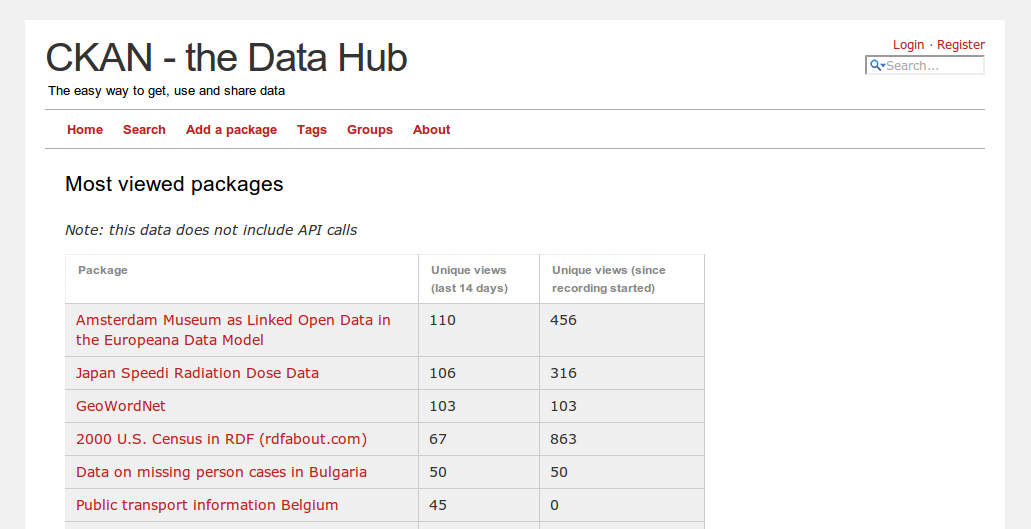 CKAN - the Data Hub
The easy way to get, use and share data
Login · Register
Search...
Home Search Add a package Tags Groups About
Most viewed packages
Note: this data does not include API calls
Package
Unique views
(last 14 days)
Unique views (since
recording started)
Amsterdam Museum as Linked Open Data in
the Europeana Data Model
110 456
Japan Speedi Radiation Dose Data 106 316
GeoWordNet 103 103
2000 U.S. Census in RDF (rdfabout.com) 67 863
Data on missing person cases in Bulgaria 50 50
Public transport information Belgium 45 0